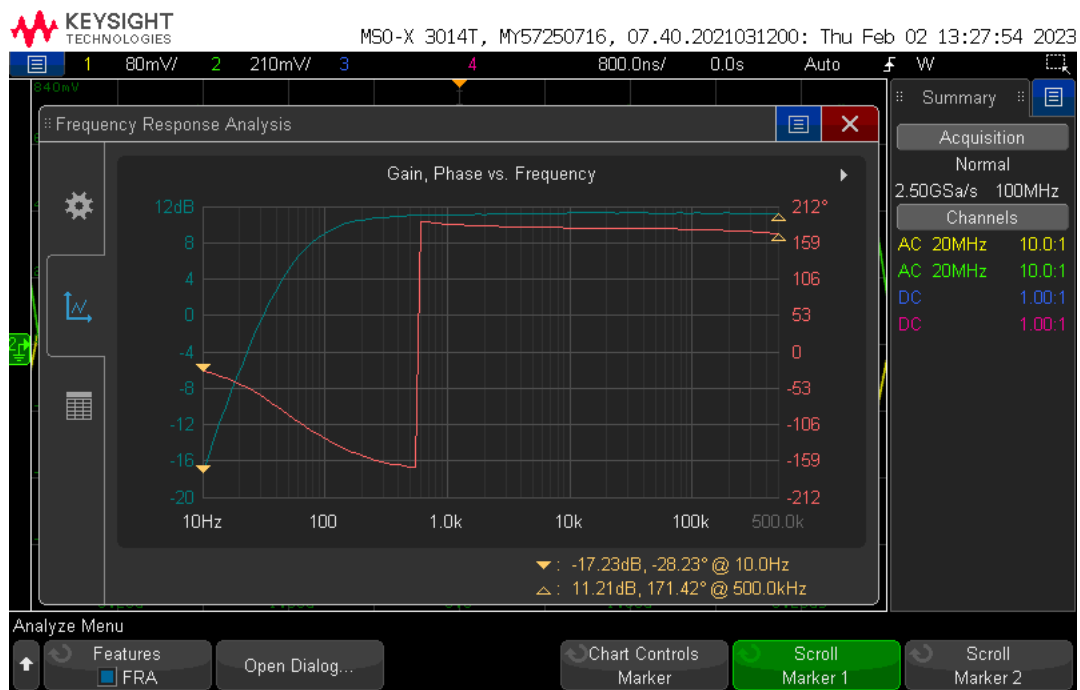 KEYSIGHT
TECHNOLOGIES
MSO-X 3014T, MY57250716, 07.40.2021031200: Thu Feb 02 13:27:54 2023
1 80mV/ 2 210mV/ 3 4 800.0ns/ 0.0s Auto W
840mV
Summary
Frequency Response Analysis
Acquisition
Normal
2.50GSa/s 100MHz
Channels
AC 20MHz 10.0:1
AC 20MHz 10.0:1
DC 1.00:1
DC 1.00:1
Gain, Phase vs. Frequency
12dB 212°
8 159
4 106
0 53
-4 0
-8 -53
-12 -106
-16 -159
-20 -212
10Hz 100 1.0k 10k 100k 500.0k
: -17.23dB, -28.23° @ 10.0Hz
: 11.21dB, 171.42° @ 500.0kHz
Analyze Menu
Features
FRA
Open Dialog...
Chart Controls
Marker
Scroll
Marker 1
Scroll
Marker 2